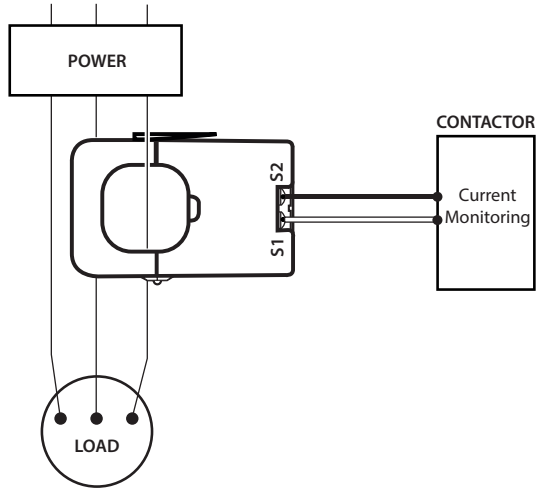 POWER
CONTACTOR
S2
S1
Current
Monitoring
LOAD